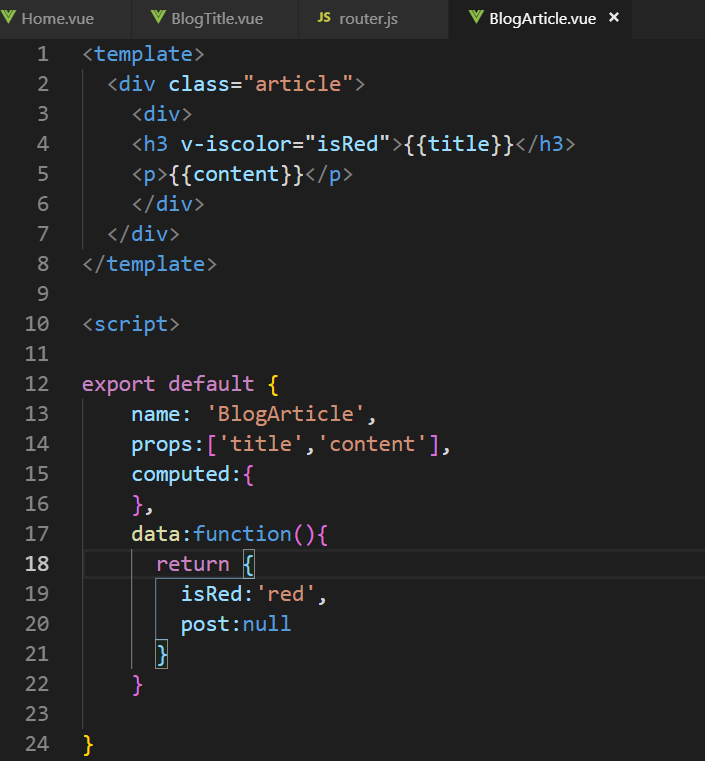 Home.vue BlogTitle.vue JS router.js BlogArticle.vue ×
1 <template>
2 <div class="article">
3 <div>
4 <h3 v-iscolor="isRed">{{title}}</h3>
5 <p>{{content}}</p>
6 </div>
7 </div>
8 </template>
9
10 <script>
11
12 export default {
13 name: 'BlogArticle',
14 props:['title','content'],
15 computed:{
16 },
17 data:function(){
18 return {
19 isRed:'red',
20 post:null
21 }
22 }
23
24 }